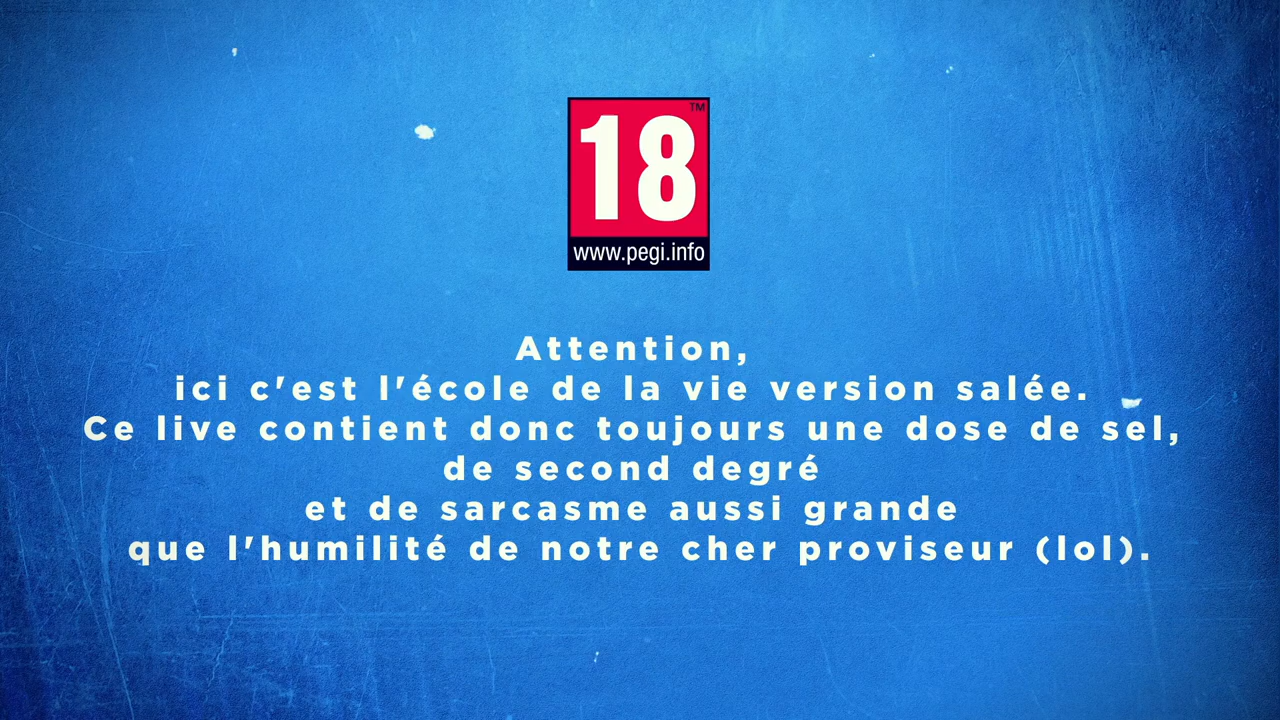 TM
18
www.pegi.info
Attention,
ici c'est l'école de la vie version salée.
Ce live contient donc toujours une dose de sel,
de second degré
et de sarcasme aussi grande
que l'humilité de notre cher proviseur (lol).